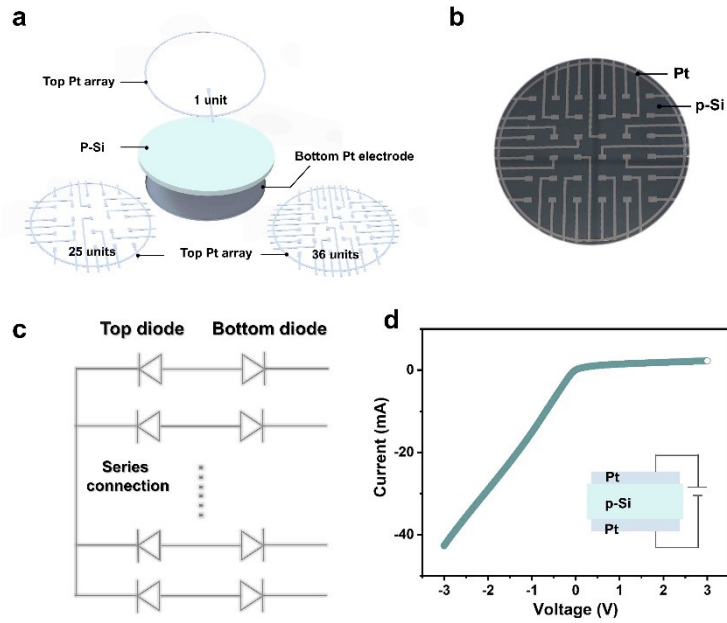 a
Top Pt array
1 unit
P-Si
Bottom Pt electrode
25 units
Top Pt array
36 units
b
Pt
p-Si
c
Top diode
Bottom diode
Series
connection
d
Current (mA)
0
-20
-40
-3
-2
-1
0
1
2
3
Voltage (V)
Pt
p-Si
Pt